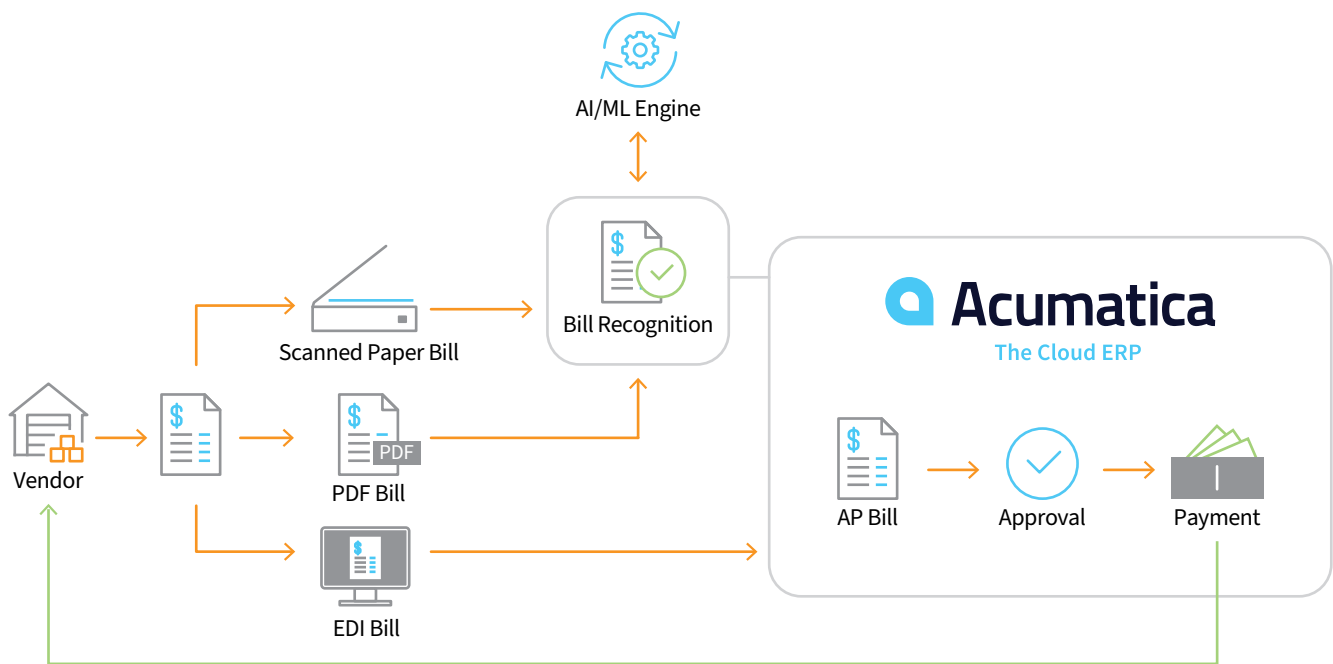 AI/ML Engine
Bill Recognition
Scanned Paper Bill
Acumatica
The Cloud ERP
Vendor
$
PDF
PDF Bill
$
$
$
AP Bill
Approval
Payment
$
EDI Bill